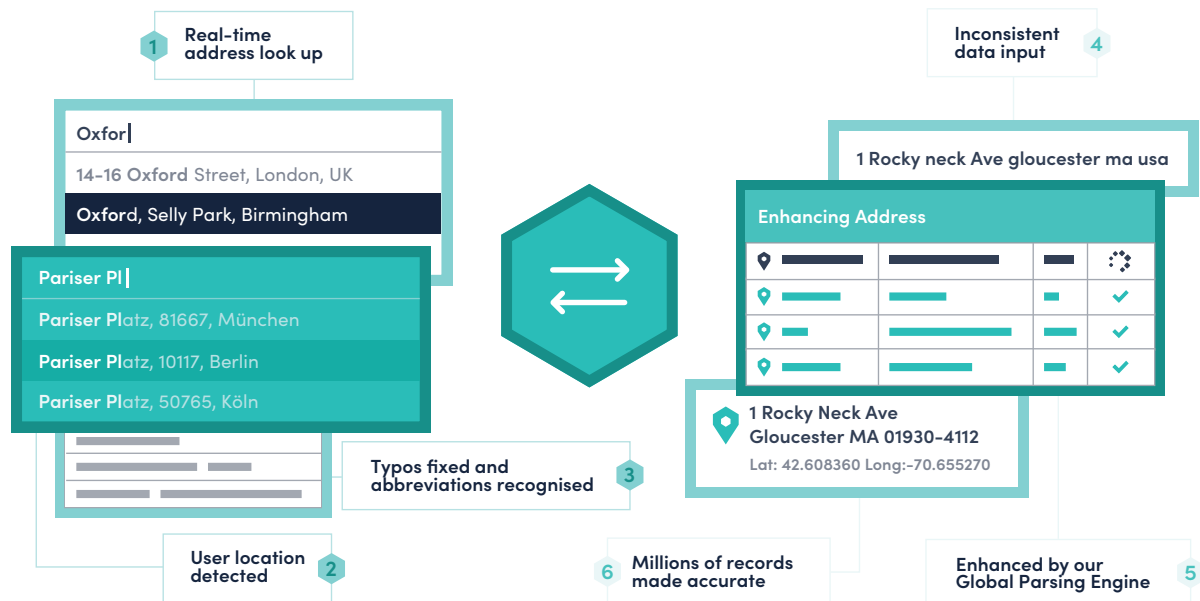 1
Real-time
address look up
Oxfor
14-16 Oxford Street, London, UK
Oxford, Selly Park, Birmingham
Pariser Pl
Pariser Platz, 81667, München
Pariser Platz, 10117, Berlin
Pariser Platz, 50765, Köln
Typos fixed and
abbreviations recognised
3
User location
detected
2
Inconsistent
data input
4
1 Rocky neck Ave gloucester ma usa
Enhancing Address
1 Rocky Neck Ave
Gloucester MA 01930-4112
Lat: 42.608360 Long:-70.655270
6
Millions of records
made accurate
Enhanced by our
Global Parsing Engine
5